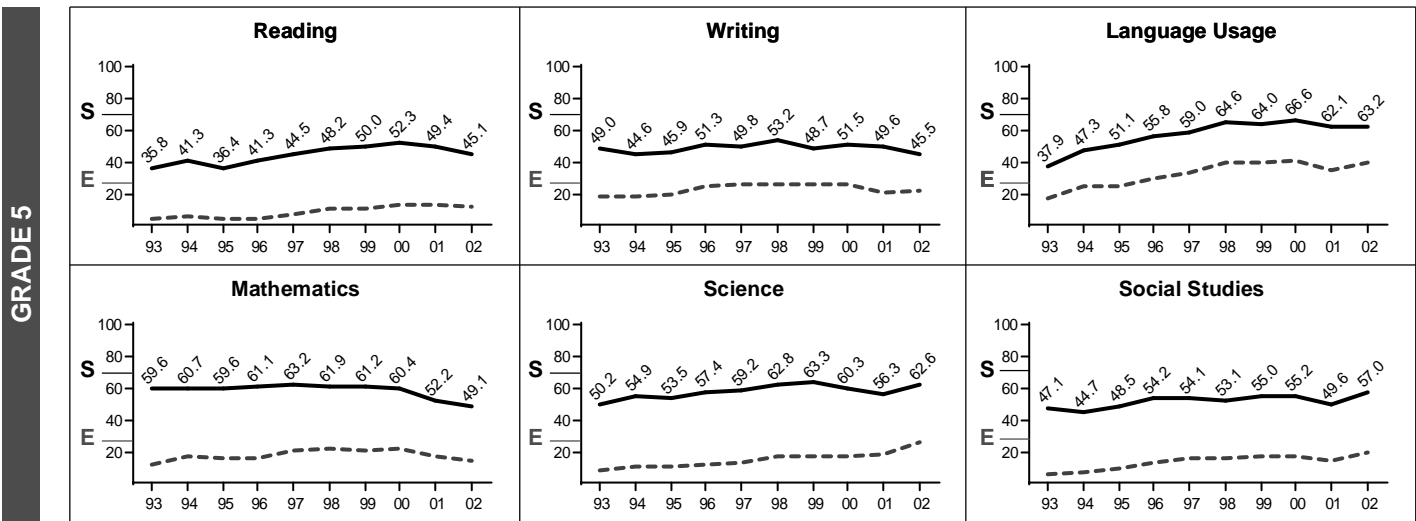 GRADE 5
Reading
100
S 80
60
E 40
20
35.8 41.3 36.4 41.3 44.5 48.2 50.0 52.3 49.4 45.1
93 94 95 96 97 98 99 00 01 02
Writing
100
S 80
60
E 40
20
49.0 44.6 45.9 51.3 49.8 53.2 48.7 51.5 49.6 45.5
93 94 95 96 97 98 99 00 01 02
Language Usage
100
S 80
60
E 40
20
37.9 47.3 51.1 55.8 59.0 64.6 64.0 66.6 62.1 63.2
93 94 95 96 97 98 99 00 01 02
Mathematics
100
S 80
60
E 40
20
59.6 60.7 59.6 61.1 63.2 61.9 61.2 60.4 52.2 49.1
93 94 95 96 97 98 99 00 01 02
Science
100
S 80
60
E 40
20
50.2 54.9 53.5 57.4 59.2 62.8 63.3 60.3 56.3 62.6
93 94 95 96 97 98 99 00 01 02
Social Studies
100
S 80
60
E 40
20
47.1 44.7 48.5 54.2 54.1 53.1 55.0 55.2 49.6 57.0
93 94 95 96 97 98 99 00 01 02